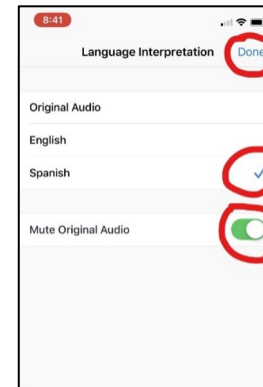 8:41
Language Interpretation Done
Original Audio
English
Spanish
Mute Original Audio